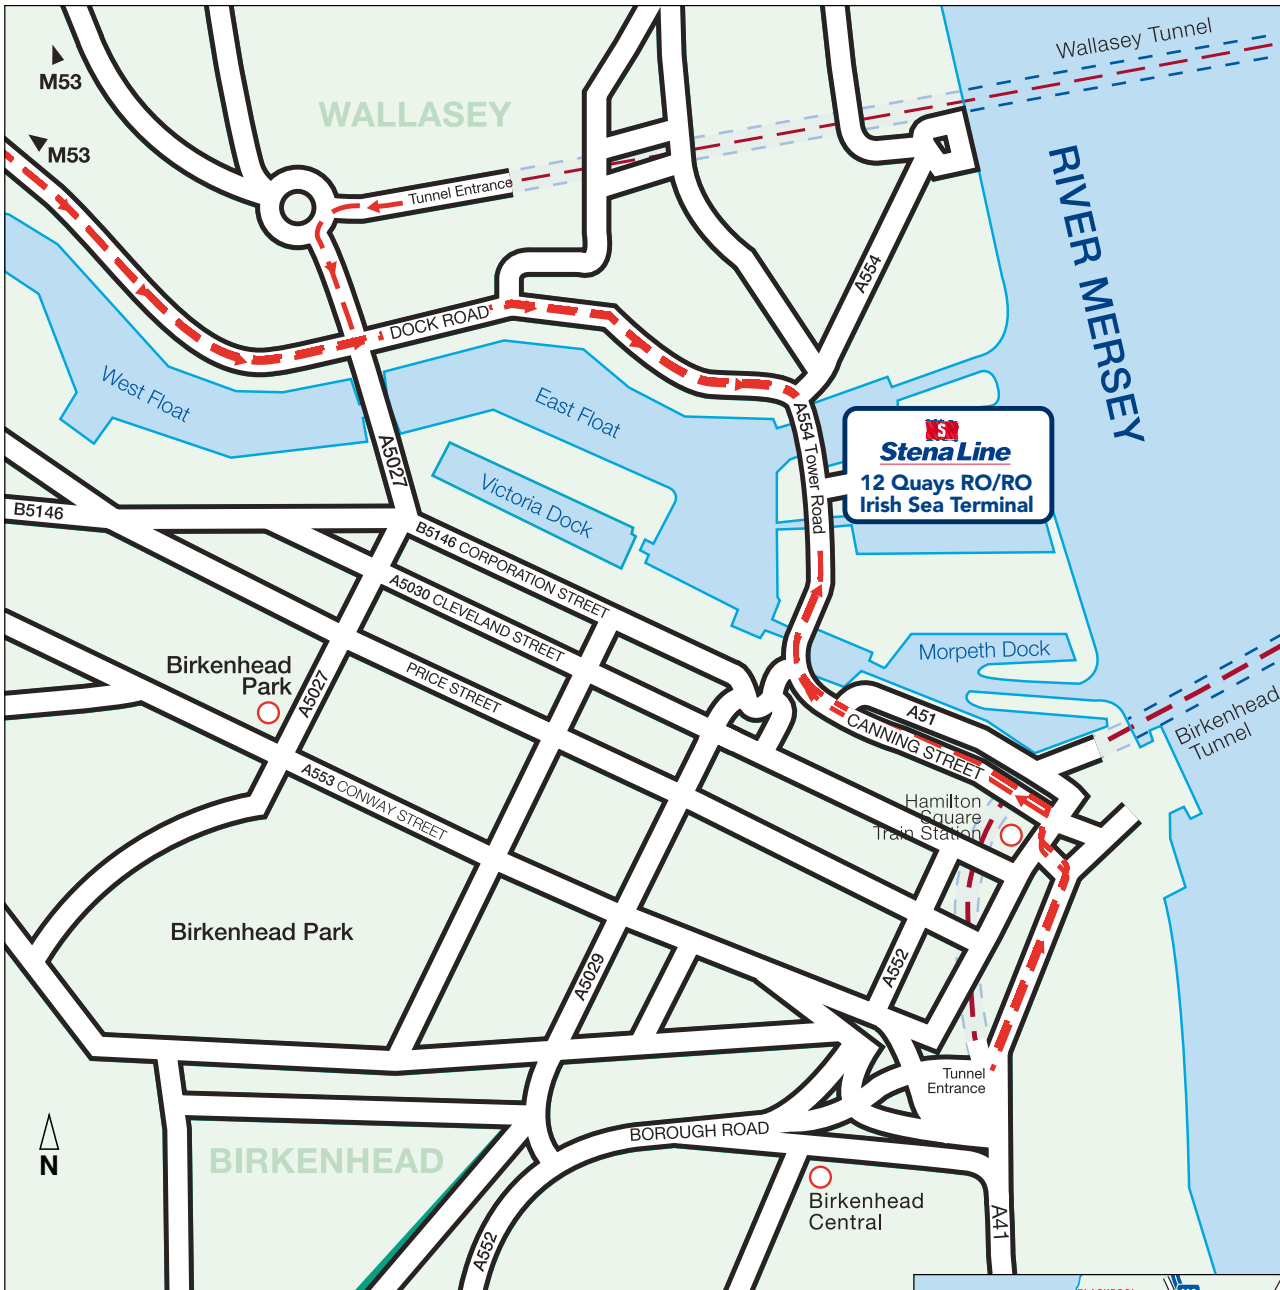 Wallasey Tunnel
M53
WALLASEY
M53
RIVER MERSEY
Tunnel Entrance
A554
DOCK ROAD
West Float
East Float
A554 Tower Road
S
Stena Line
12 Quays RO/RO
Irish Sea Terminal
A5027
Victoria Dock
B5146
B5146 CORPORATION STREET
A5030 CLEVELAND STREET
Morpeth Dock
Birkenhead
Park
PRICE STREET
A5027
A51
Birkenhead
Tunnel
CANNING STREET
A553 CONWAY STREET
Hamilton
Square
Train Station
Birkenhead Park
A5029
A552
Tunnel
Entrance
BOROUGH ROAD
N
BIRKENHEAD
Birkenhead
Central
A552
A41